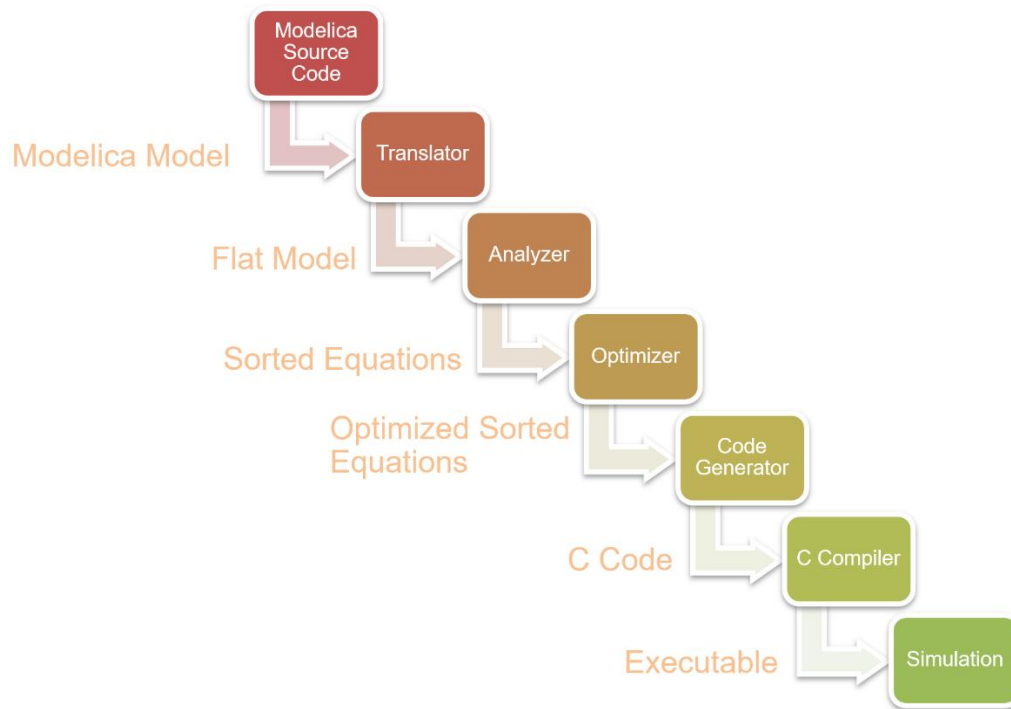 Modelica
Source
Code
Modelica Model
Translator
Flat Model
Analyzer
Sorted Equations
Optimizer
Optimized Sorted
Equations
Code
Generator
C Code
C Compiler
Executable
Simulation